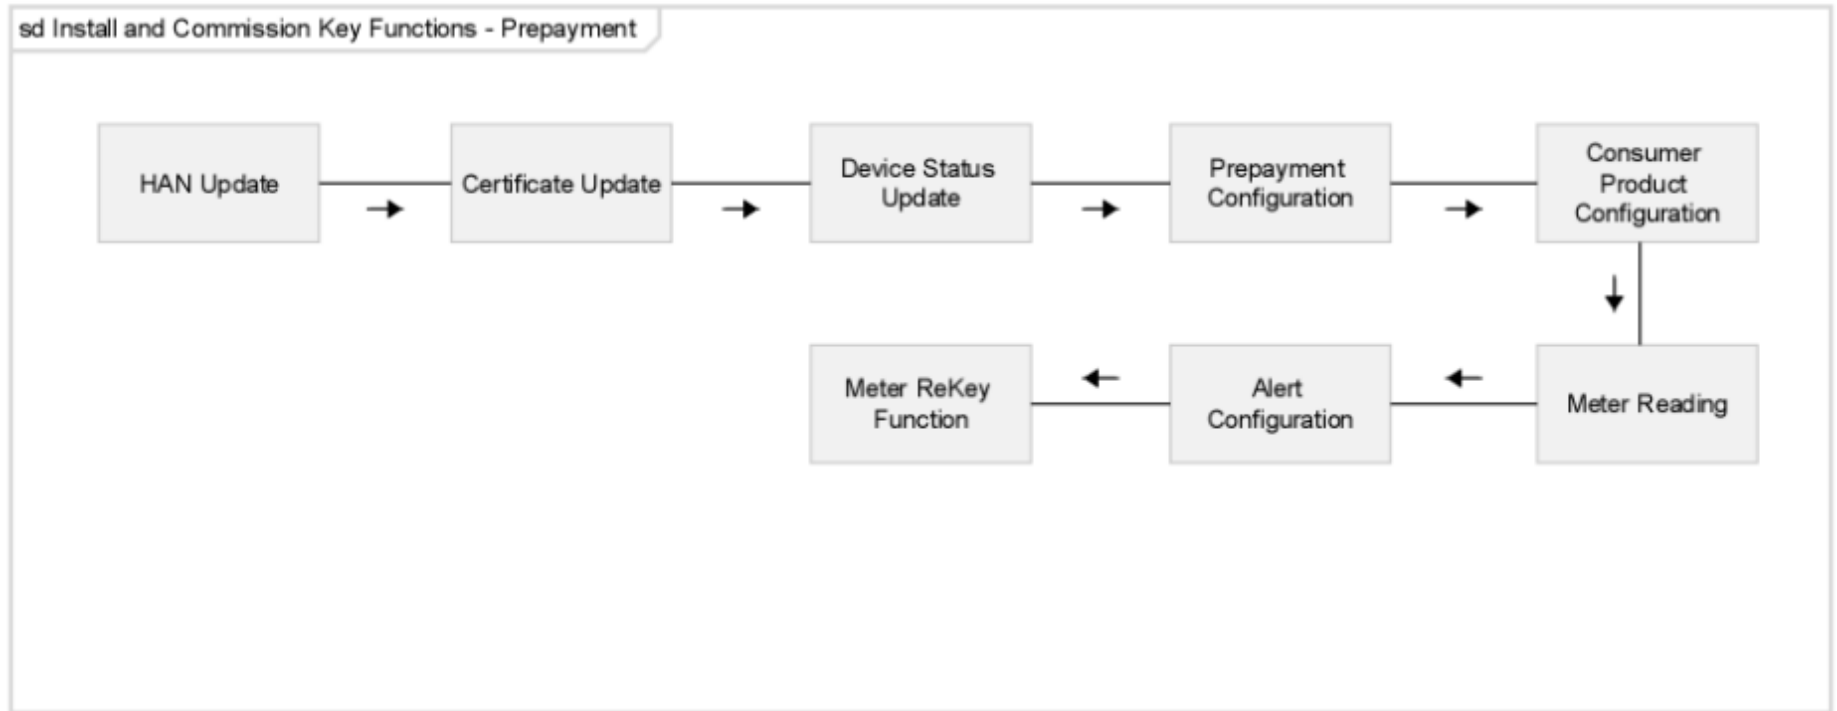 sd Install and Commission Key Functions - Prepayment
HAN Update
Certificate Update
Device Status
Update
Prepayment
Configuration
Consumer
Product
Configuration
Meter ReKey
Function
Alert
Configuration
Meter Reading